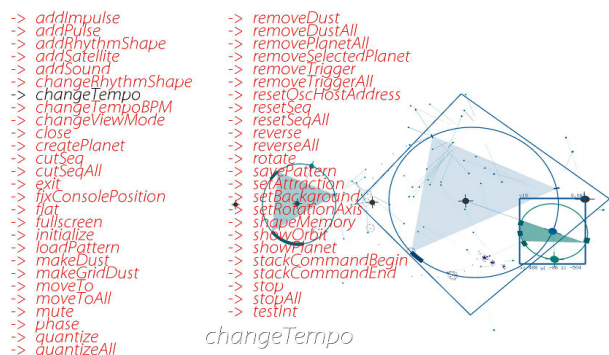 -> addImpulse
-> addPulse
-> addRhythmShape
-> addSatellite
-> addSound
-> changeRhythmShape
-> changeTempo
-> changeTempoBPM
-> changeViewMode
-> close
-> createPlanet
-> cutSeq
-> cutSeqAll
-> exit
-> fixConsolePosition
-> flat
-> fullscreen
-> initialize
-> loadPattern
-> makeDust
-> makeGridDust
-> moveTo
-> moveToAll
-> mute
-> phase
-> quantize
-> quantizeAll
-> removeDust
-> removeDustAll
-> removePlanetAll
-> removeSelectedPlanet
-> removeTrigger
-> removeTriggerAll
-> resetOscHostAddress
-> resetSeq
-> resetSeqAll
-> reverse
-> reverseAll
-> rotate
-> savePattern
-> setAttraction
-> setBackground
-> setRotationAxis
-> shapeMemory
-> showOrbit
-> showPlanet
-> stackCommandBegin
-> stackCommandEnd
-> stop
-> stopAll
-> testInt
changeTempo